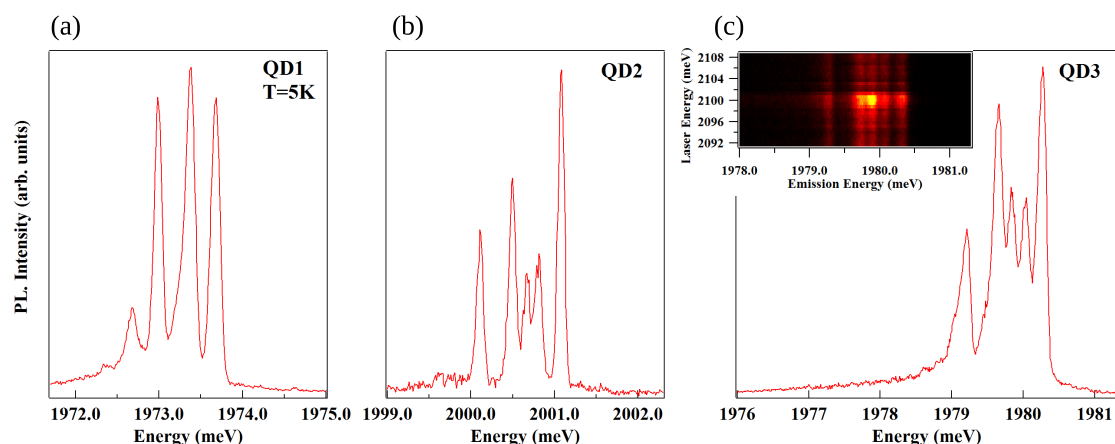 (a)
(b)
(c)
QD1
T=5K
QD2
QD3
PL. Intensity (arb. units)
1972.0 1973.0 1974.0 1975.0
Energy (meV)
1999.0 2000.0 2001.0 2002.0
Energy (meV)
Laser Energy (meV)
2108
2104
2100
2096
2092
1978.0 1979.0 1980.0 1981.0
Emission Energy (meV)
1976 1977 1978 1979 1980 1981
Energy (meV)